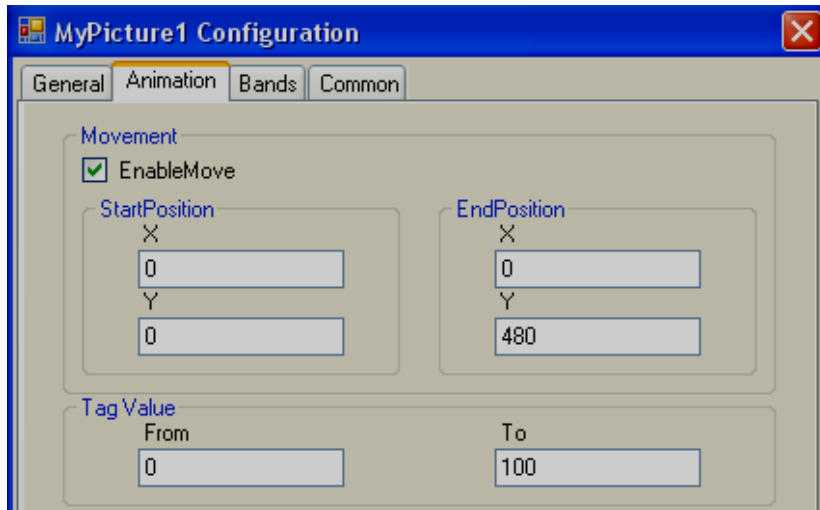 MyPicture1 Configuration
General Animation Bands Common
Movement
EnableMove
StartPosition EndPosition
X X
0 0
Y Y
0 480
Tag Value
From To
0 100